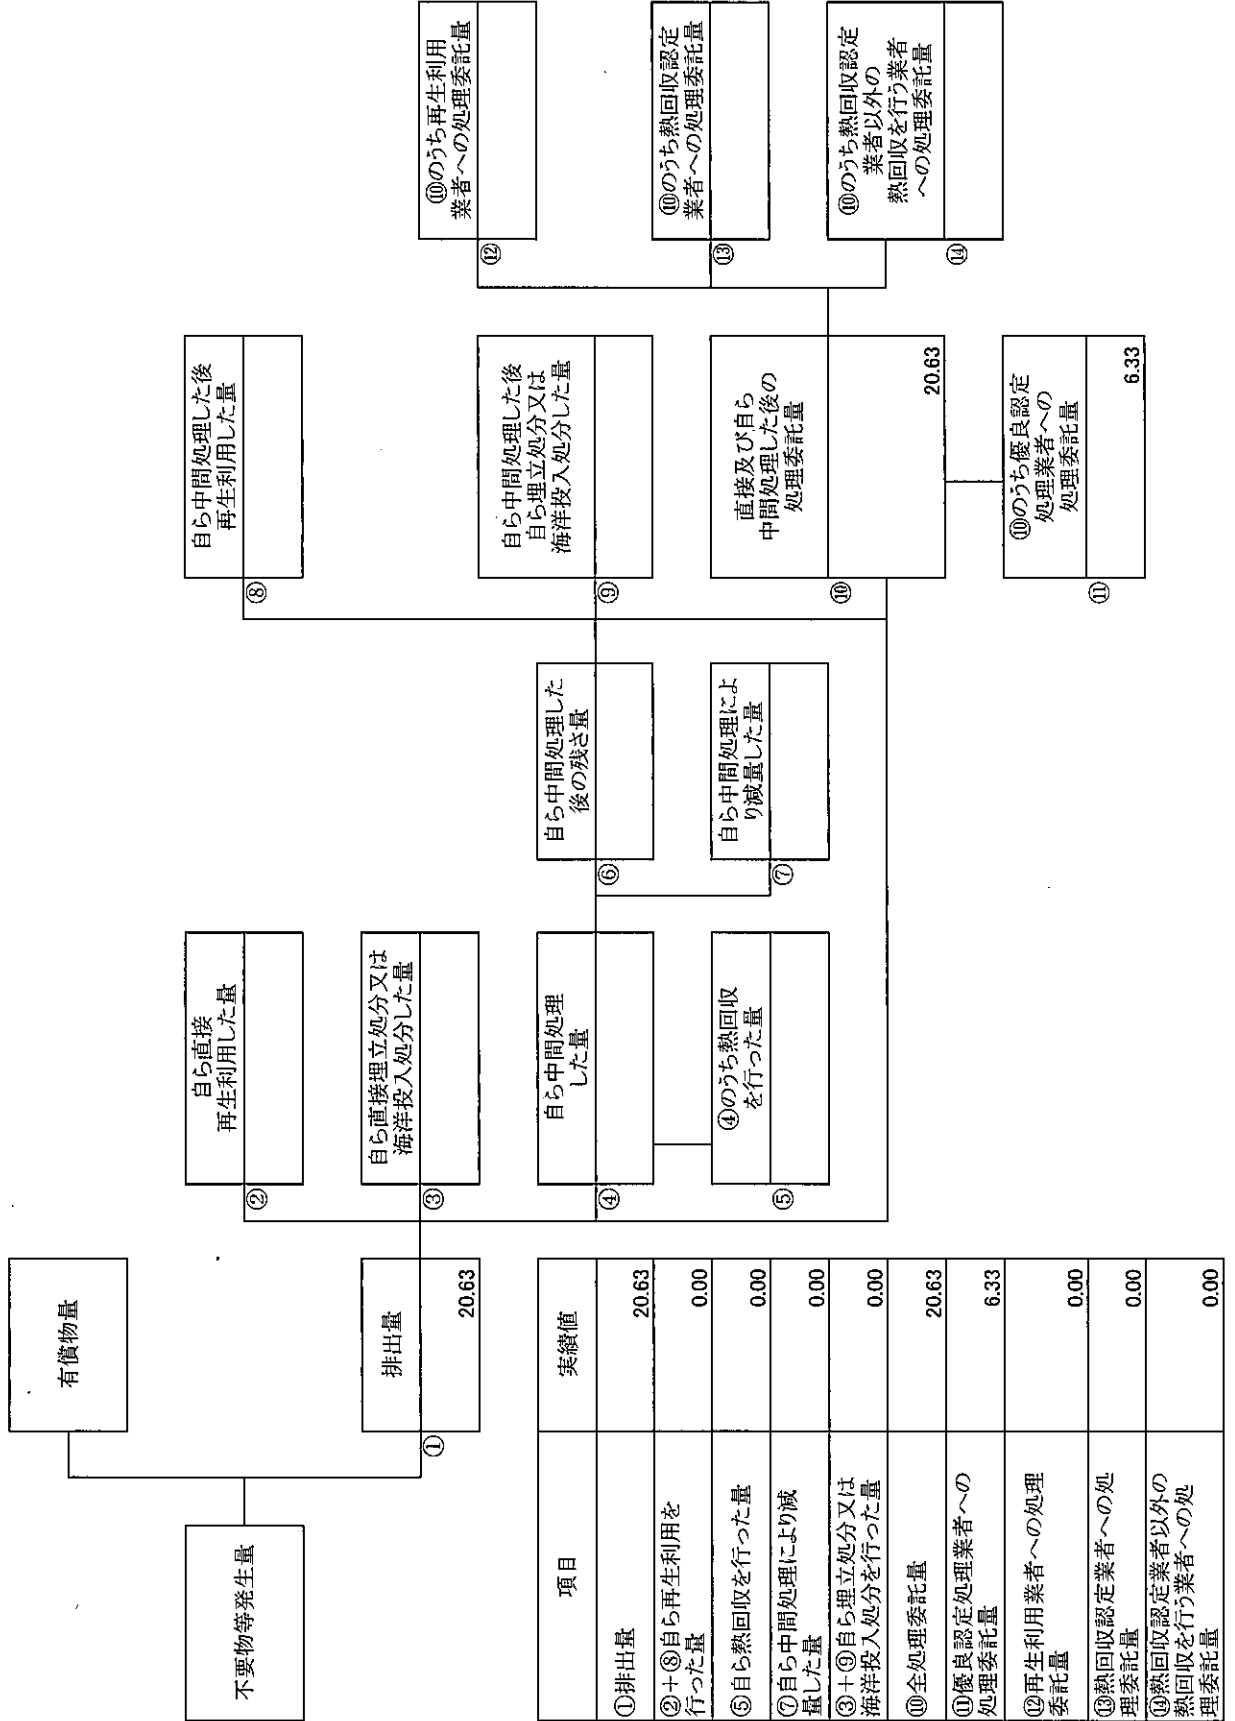 不要物等発生量
有償物量
①
排出量
20.63
②
自ら直接
再生利用した量
③
自ら直接埋立処分又は
海洋投入処分した量
④
自ら中間処理
した量
⑤
④のうち熱回収
を行った量
⑥
自ら中間処理した
後の残さ量
⑦
自ら中間処理によ
り減量した量
⑧
自ら中間処理した後
再生利用した量
⑨
自ら中間処理した後
自ら埋立処分又は
海洋投入処分した量
⑩
直接及び自ら
中間処理した後の
処理委託量
20.63
⑪
⑩のうち優良認定
処理業者への
処理委託量
6.33
⑫
⑩のうち再生利用
業者への処理委託量
⑬
⑩のうち熱回収認定
業者への処理委託量
⑭
⑩のうち熱回収認定
業者以外の
熱回収を行う業者
への処理委託量
項目
実績値
①排出量
20.63
②+⑧自ら再生利用を
行った量
0.00
⑤自ら熱回収を行った量
0.00
⑦自ら中間処理により減
量した量
0.00
③+⑨自ら埋立処分又は
海洋投入処分を行った量
0.00
⑩全処理委託量
20.63
⑪優良認定処理業者への
処理委託量
6.33
⑫再生利用業者への処理
委託量
0.00
⑬熱回収認定業者への処
理委託量
0.00
⑭熱回収認定業者以外の
熱回収を行う業者への処
理委託量
0.00